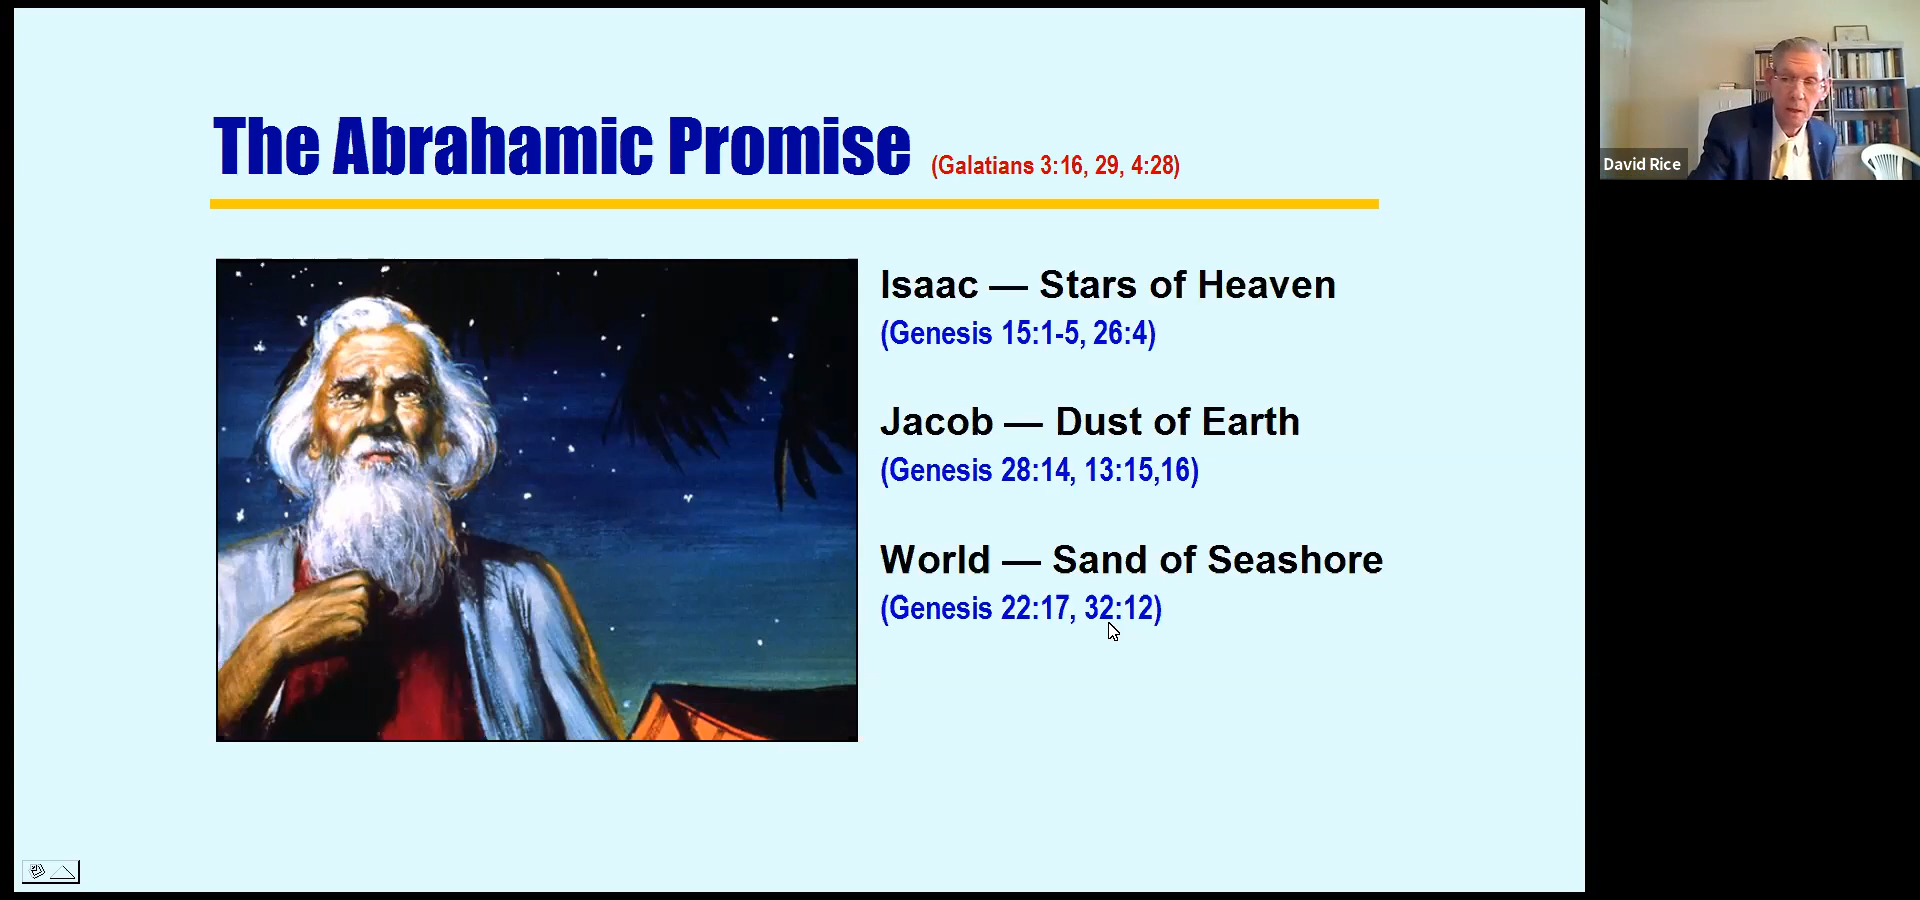 The Abrahamic Promise (Galatians 3:16, 29, 4:28)
Isaac — Stars of Heaven
(Genesis 15:1-5, 26:4)
Jacob — Dust of Earth
(Genesis 28:14, 13:15,16)
World — Sand of Seashore
(Genesis 22:17, 32:12)
David Rice